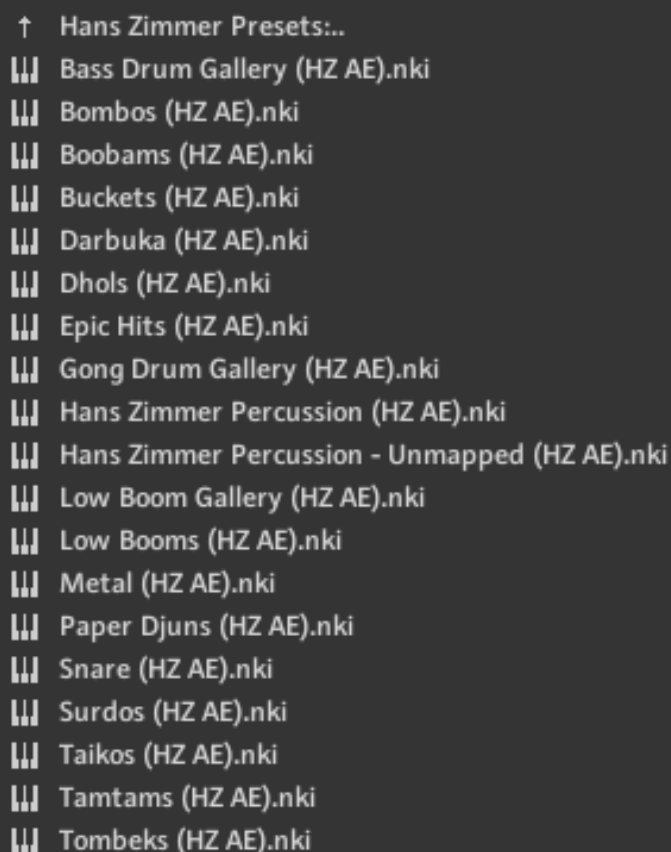 Hans Zimmer Presets:..
Bass Drum Gallery (HZ AE).nki
Bombos (HZ AE).nki
Boobams (HZ AE).nki
Buckets (HZ AE).nki
Darbuka (HZ AE).nki
Dhols (HZ AE).nki
Epic Hits (HZ AE).nki
Gong Drum Gallery (HZ AE).nki
Hans Zimmer Percussion (HZ AE).nki
Hans Zimmer Percussion - Unmapped (HZ AE).nki
Low Boom Gallery (HZ AE).nki
Low Booms (HZ AE).nki
Metal (HZ AE).nki
Paper Djuns (HZ AE).nki
Snare (HZ AE).nki
Surdos (HZ AE).nki
Taikos (HZ AE).nki
Tamtams (HZ AE).nki
Tombeks (HZ AE).nki